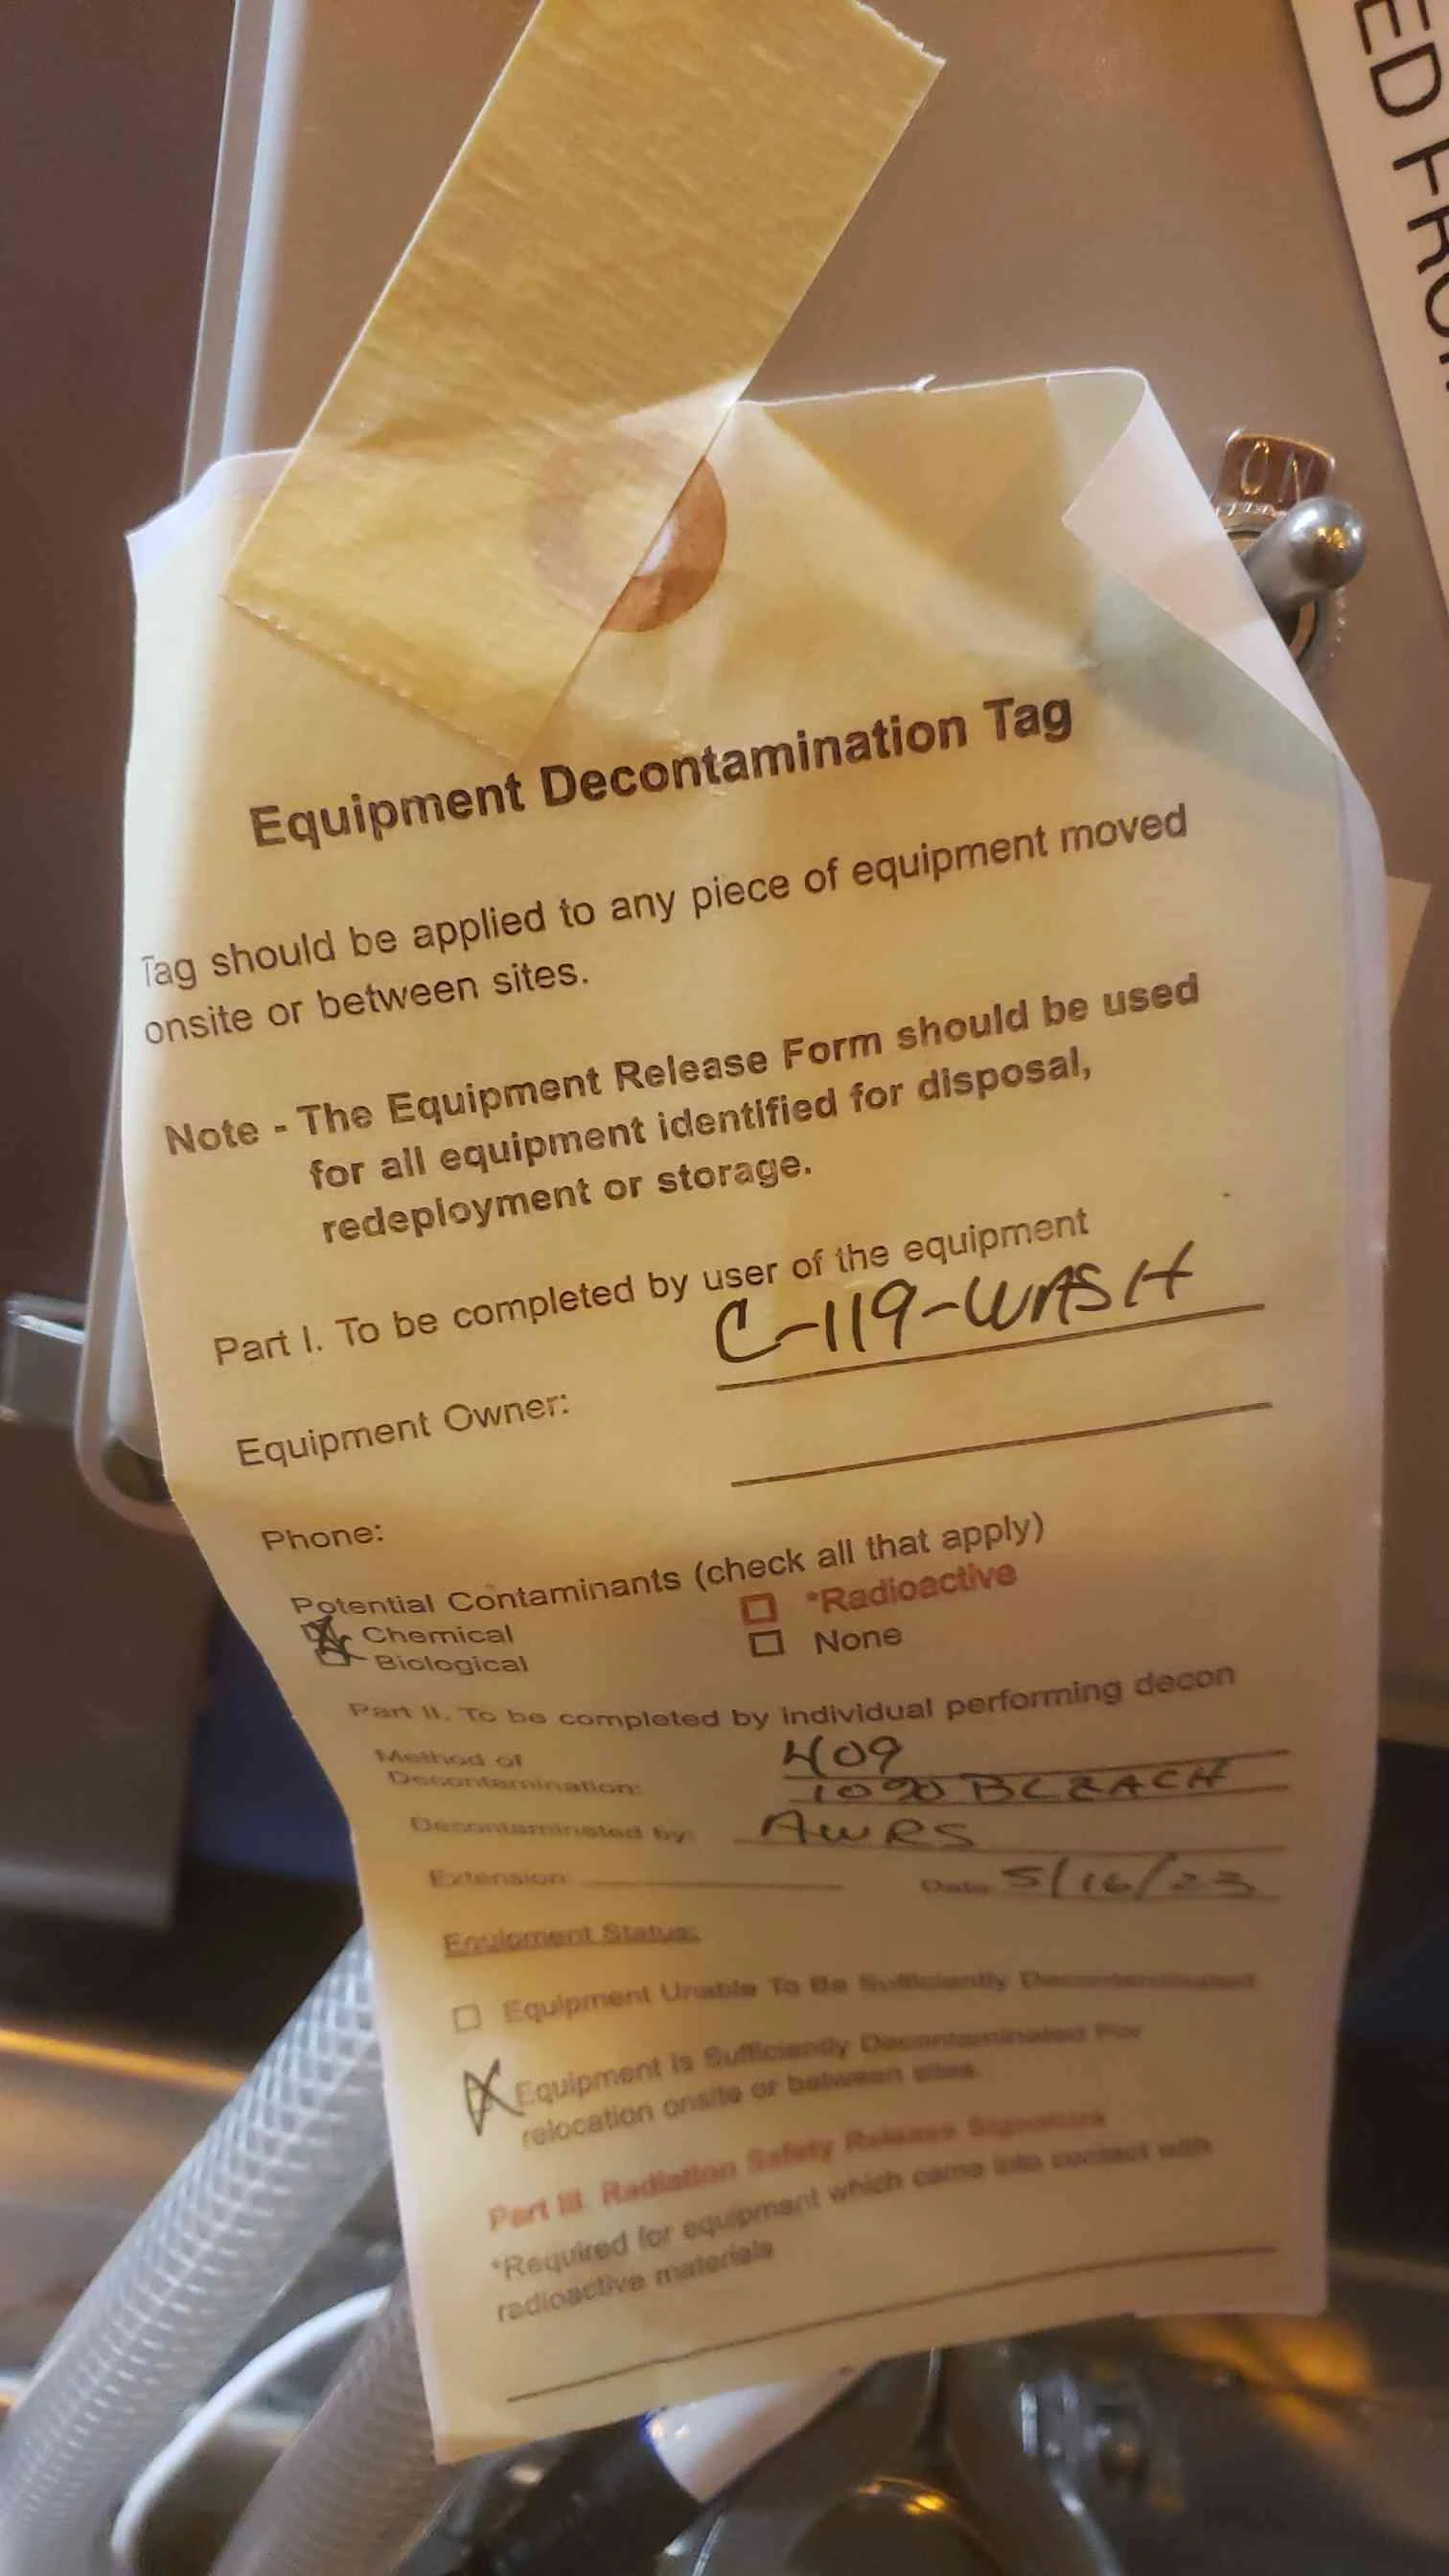 ED FROM
ON
Equipment Decontamination Tag
Tag should be applied to any piece of equipment moved
onsite or between sites.
Note - The Equipment Release Form should be used
for all equipment identified for disposal,
redeployment or storage.
Part I. To be completed by user of the equipment
Equipment Owner: C-119-WASH
Phone:
Potential Contaminants (check all that apply)
Chemical *Radioactive
Biological None
Part II. To be completed by individual performing decon
Method of 409
Decontamination: 10% BLEACH
Decontaminated by: AWRS
Extension: Date 5/16/23
Equipment Status:
Equipment Unable To Be Sufficiently Decontaminated
Equipment Is Sufficiently Decontaminated For
relocation onsite or between sites.
Part III. Radiation Safety Release Signature
*Required for equipment which came into contact with
radioactive materials